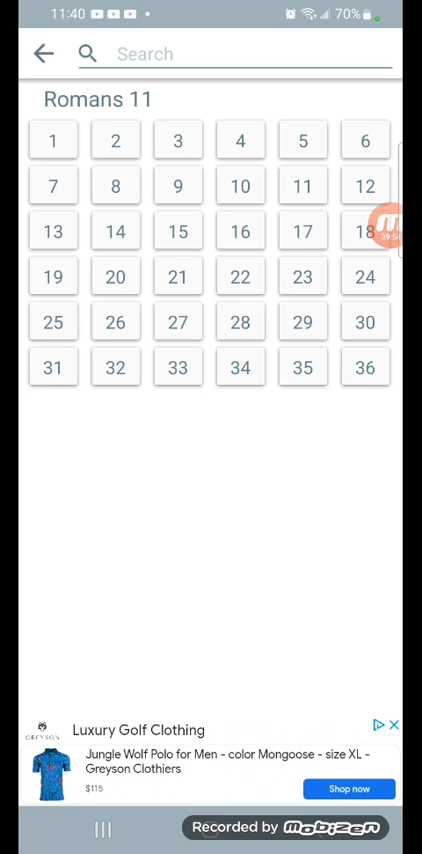 11:40
70%
Search
Romans 11
1 2 3 4 5 6
7 8 9 10 11 12
13 14 15 16 17 18
39:54
19 20 21 22 23 24
25 26 27 28 29 30
31 32 33 34 35 36
GREYSON
Luxury Golf Clothing
Jungle Wolf Polo for Men - color Mongoose - size XL -
Greyson Clothiers
$115
Shop now
Recorded by mobizen